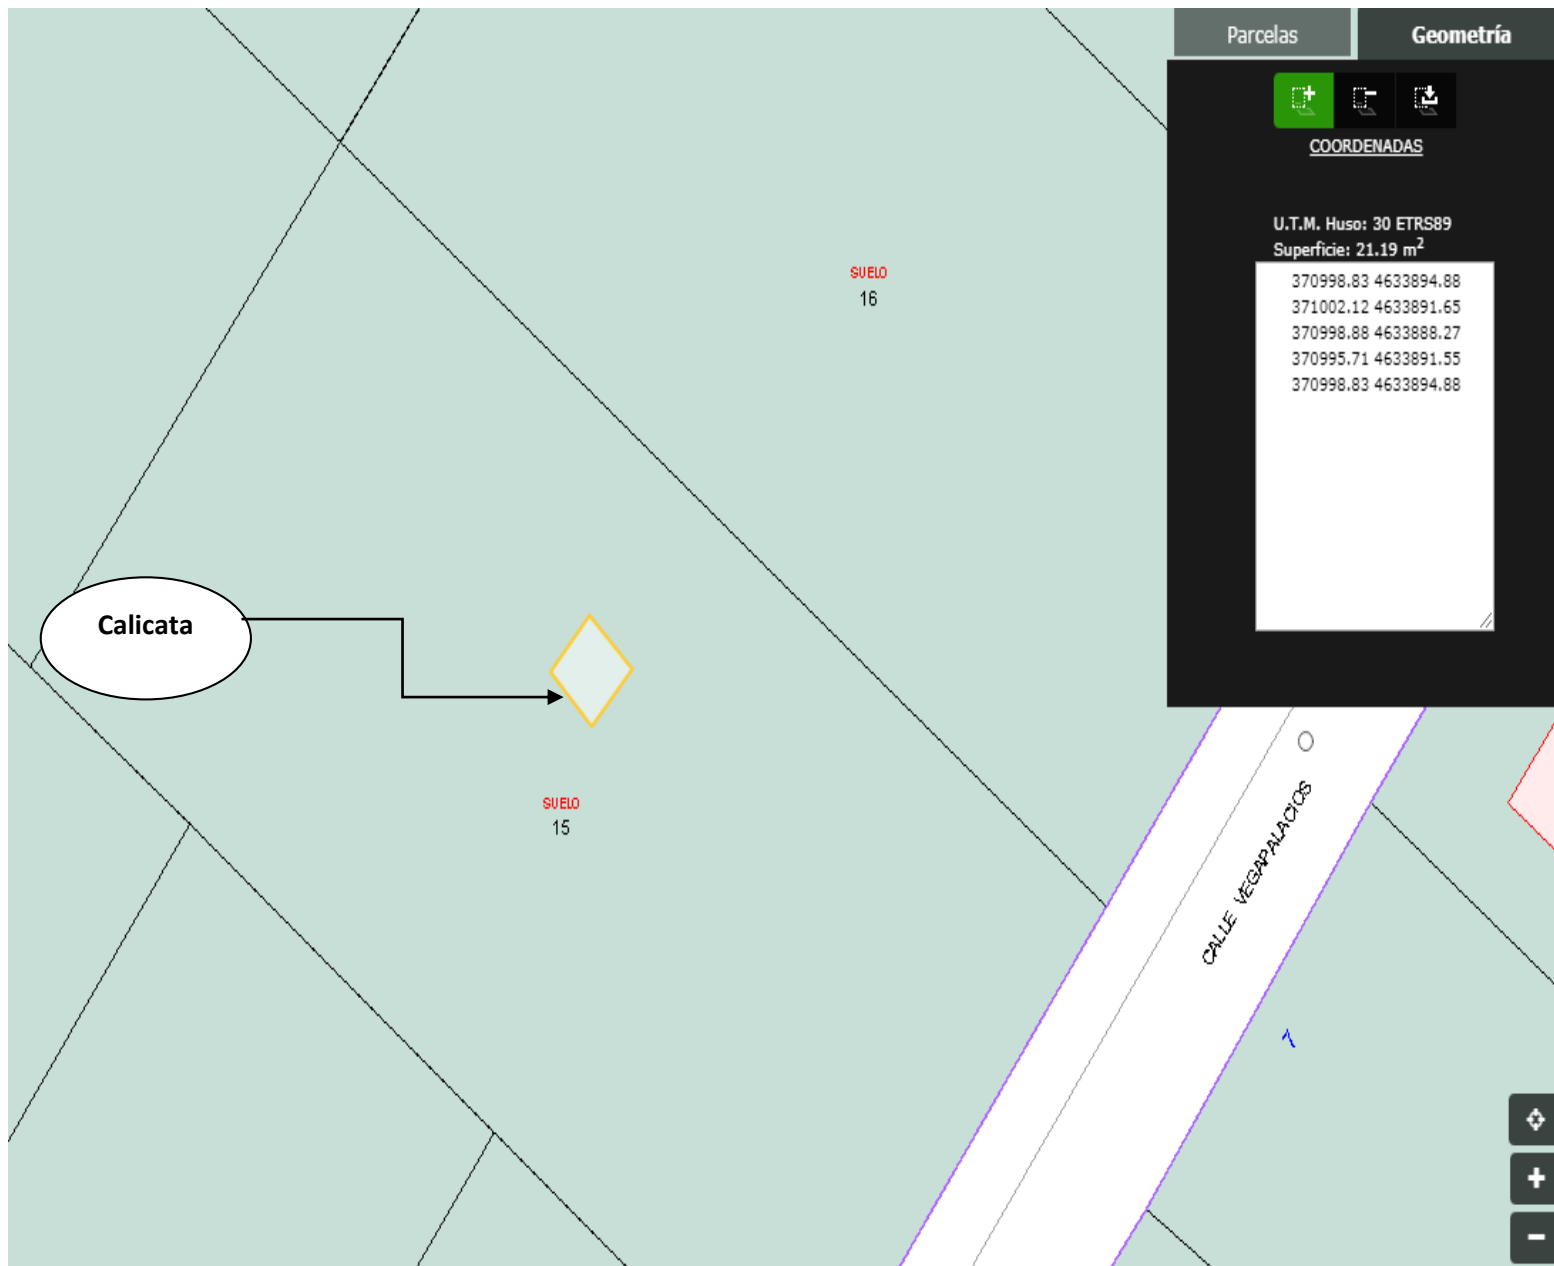 Parcelas
Geometría
COORDENADAS
U.T.M. Huso: 30 ETRS89
Superficie: 21.19 m2
370998.83 4633894.88
371002.12 4633891.65
370998.88 4633888.27
370995.71 4633891.55
370998.83 4633894.88
SUELO
16
Calicata
SUELO
15
CALLE VEGAPALACIOS
7